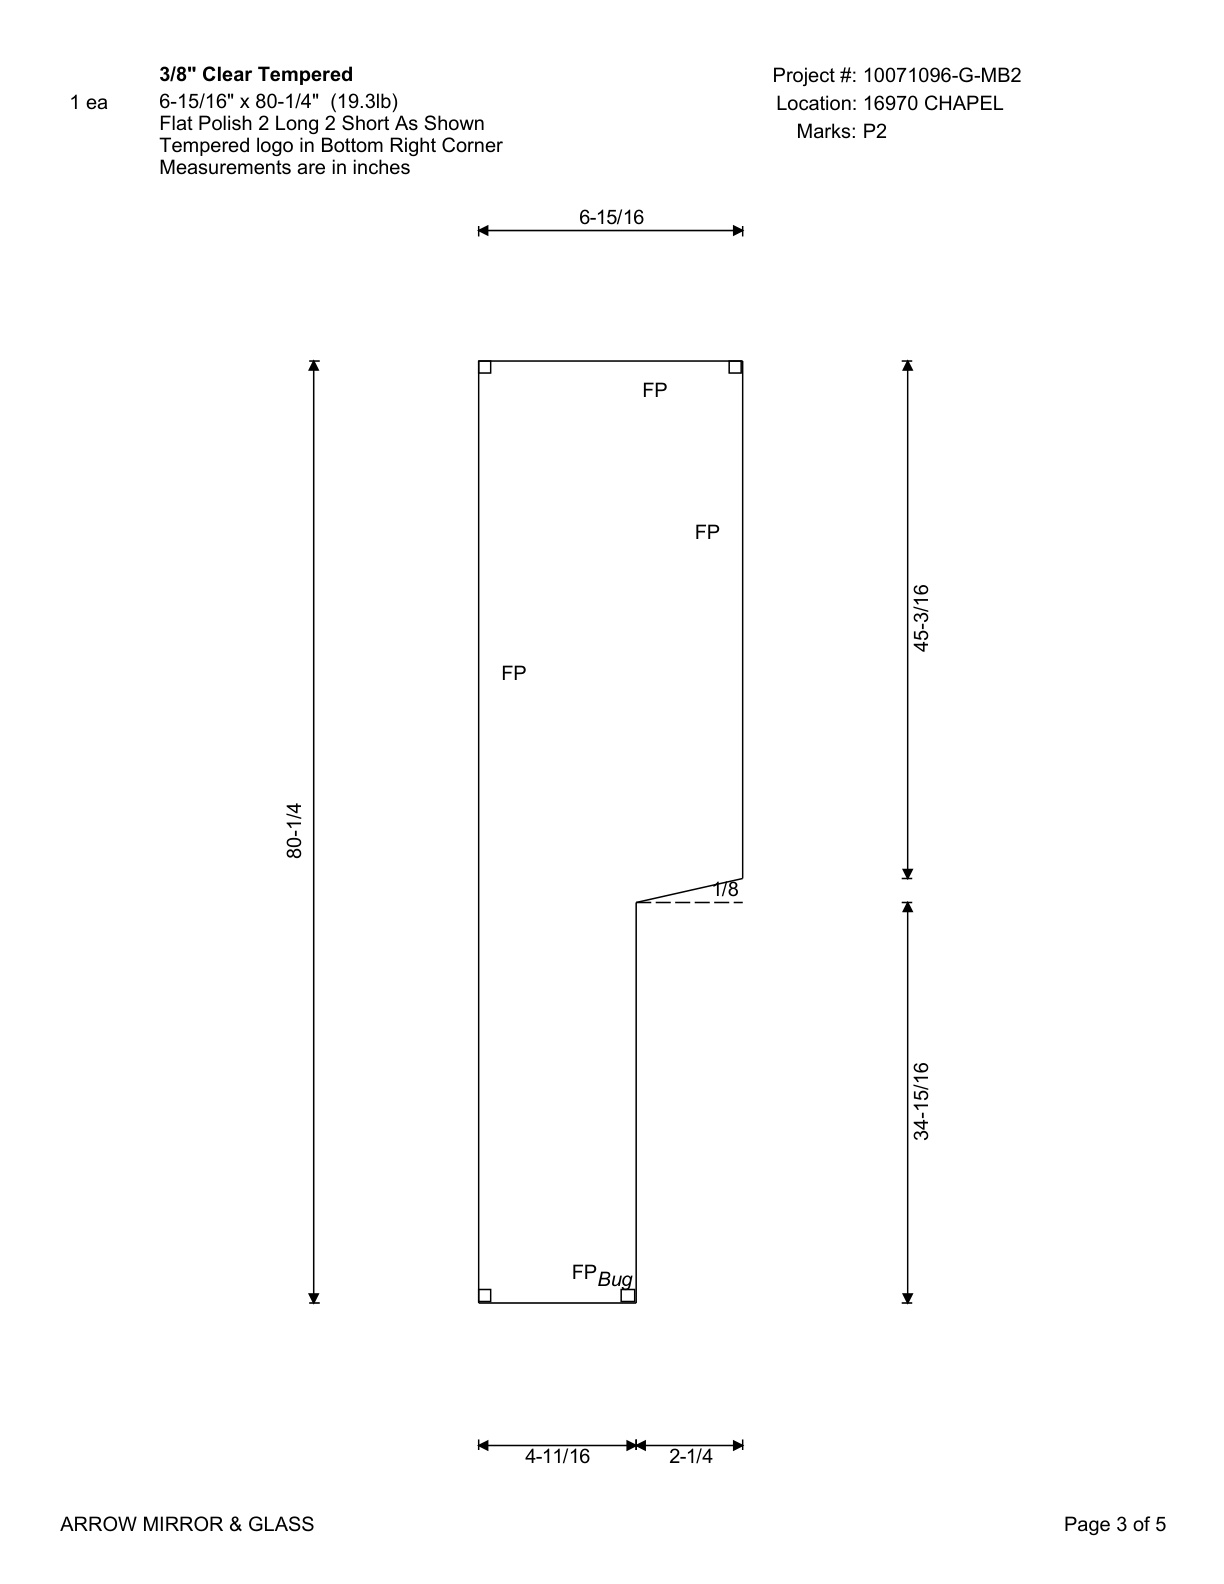 3/8" Clear Tempered
1 ea
6-15/16" x 80-1/4" (19.3lb)
Flat Polish 2 Long 2 Short As Shown
Tempered logo in Bottom Right Corner
Measurements are in inches
Project #: 10071096-G-MB2
Location: 16970 CHAPEL
Marks: P2
6-15/16
FP
FP
45-3/16
FP
80-1/4
1/8
34-15/16
FP
Bug
4-11/16
2-1/4
ARROW MIRROR & GLASS
Page 3 of 5